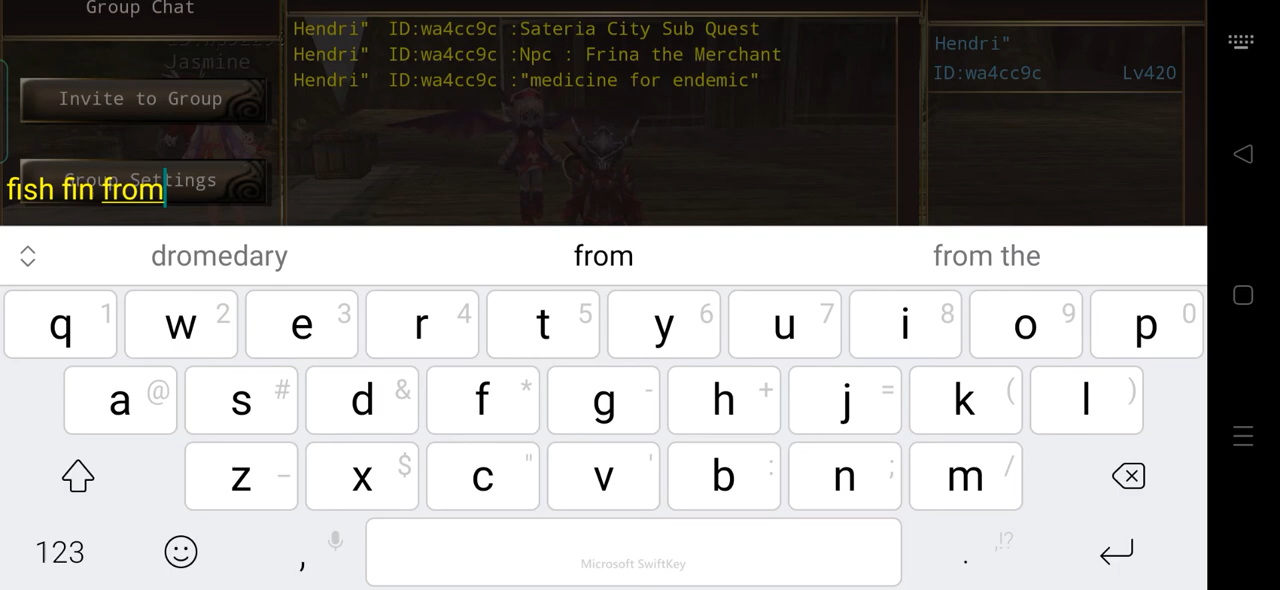 Group Chat
Hendri" ID:wa4cc9c :Sateria City Sub Quest
Hendri" ID:wa4cc9c :Npc : Frina the Merchant
Hendri" ID:wa4cc9c :"medicine for endemic"
Hendri"
ID:wa4cc9c Lv420
Jasmine
Invite to Group
Group Settings
fish fin from
dromedary from from the
q 1 w 2 e 3 r 4 t 5 y 6 u 7 i 8 o 9 p 0
a @ s # d & f * g - h + j = k ( l )
z _ x $ c " v ' b : n ; m /
123 , Microsoft SwiftKey . ,!?